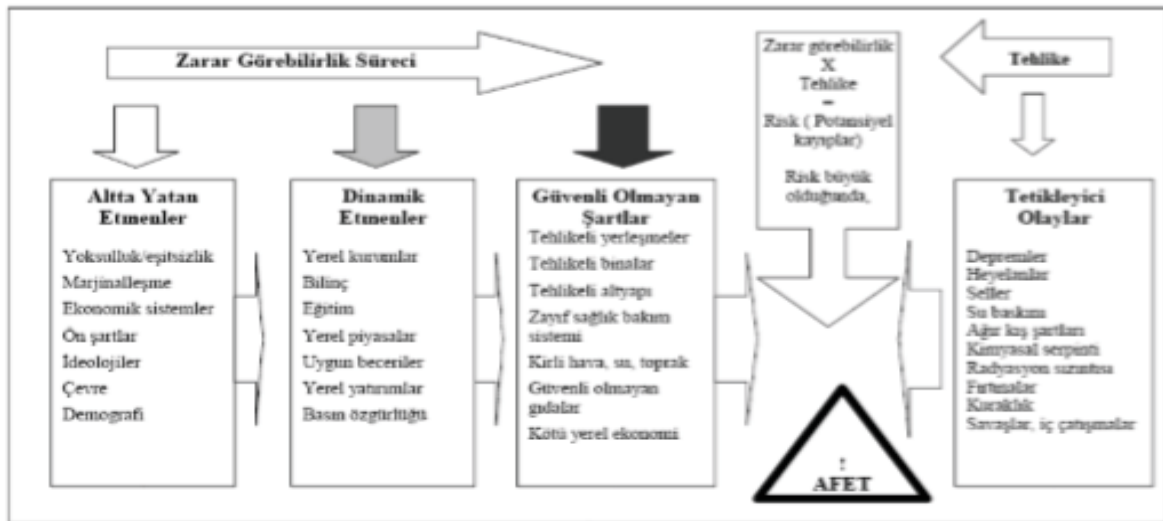 Zarar Görebilirlik Süreci
Zarar görebilirlik
X
Tehlike
=
Risk ( Potansiyel
kayıplar)
Risk büyük
olduğunda,
Tehlike
Altta Yatan
Etmenler
Yoksulluk/eşitsizlik
Marjinalleşme
Ekonomik sistemler
Ön şartlar
İdeolojiler
Çevre
Demografi
Dinamik
Etmenler
Yerel kurumlar
Bilinç
Eğitim
Yerel piyasalar
Uygun beceriler
Yerel yatırımlar
Basın özgürlüğü
Güvenli Olmayan
Şartlar
Tehlikeli yerleşmeler
Tehlikeli binalar
Tehlikeli altyapı
Zayıf sağlık bakım
sistemi
Kirli hava, su, toprak
Güvenli olmayan
gıdalar
Kötü yerel ekonomi
!
AFET
Tetikleyici
Olaylar
Depremler
Heyelanlar
Seller
Su baskını
Ağır kış şartları
Kimyasal serpinti
Radyasyon sızıntısı
Fırtınalar
Kuraklık
Savaşlar, iç çatışmalar